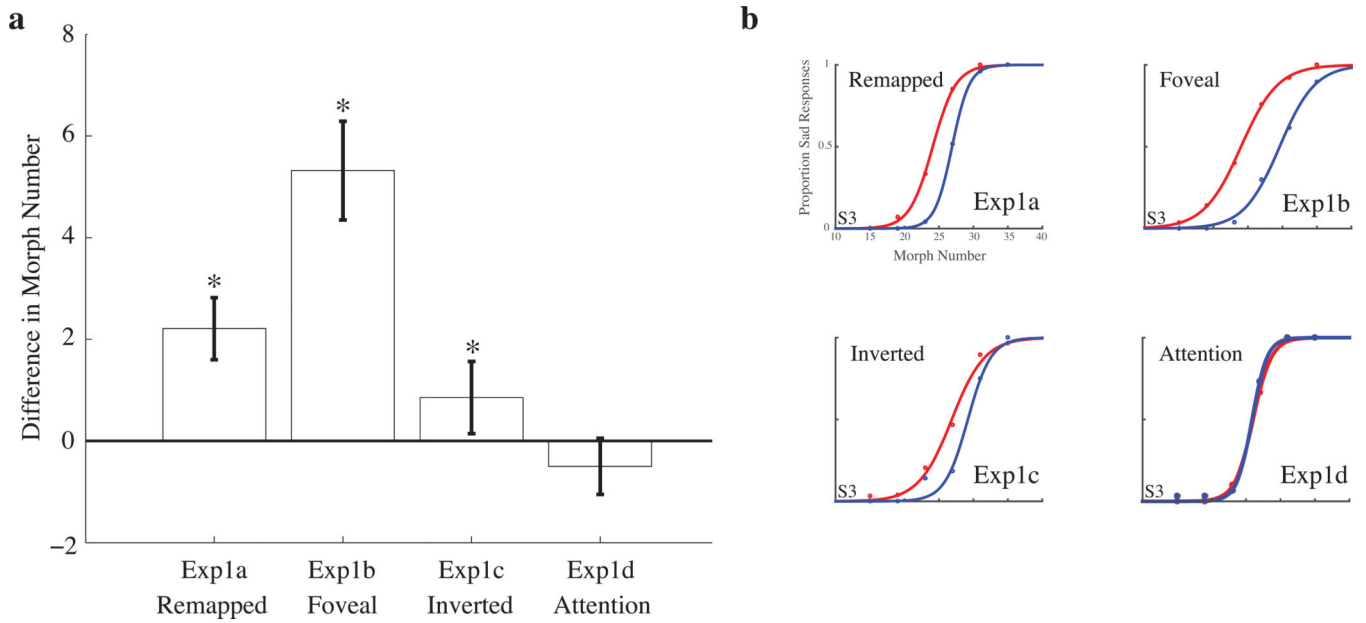 a
8
6
4
2
0
−2
Difference in Morph Number
*
*
*
Exp1a
Remapped
Exp1b
Foveal
Exp1c
Inverted
Exp1d
Attention
b
Remapped
Exp1a
S3
1
0.5
0
Proportion Sad Responses
10 15 20 25 30 35 40
Morph Number
Foveal
Exp1b
S3
Inverted
Exp1c
S3
Attention
Exp1d
S3